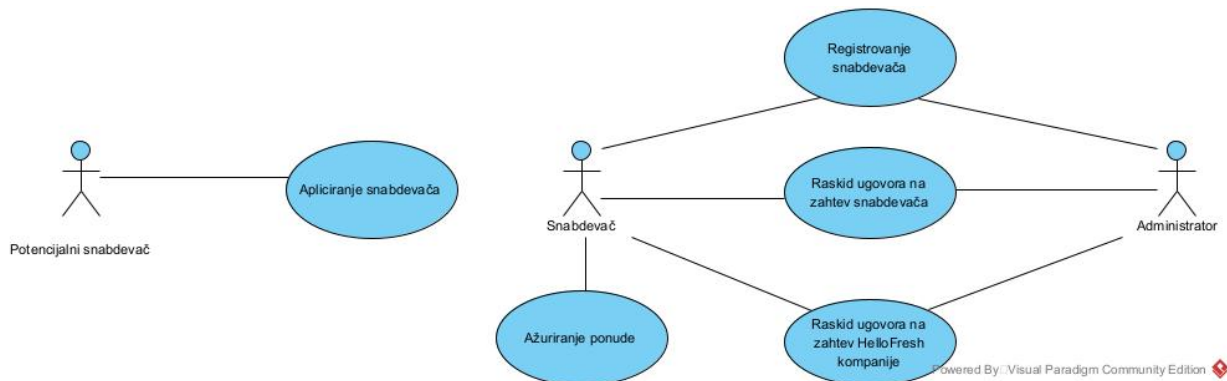 Registrovanje
snabdevača
Apliciranje snabdevača
Raskid ugovora na
zahtev snabdevača
Potencijalni snabdevač
Snabdevač
Administrator
Ažuriranje ponude
Raskid ugovora na
zahtev HelloFresh
kompanije
Powered By Visual Paradigm Community Edition